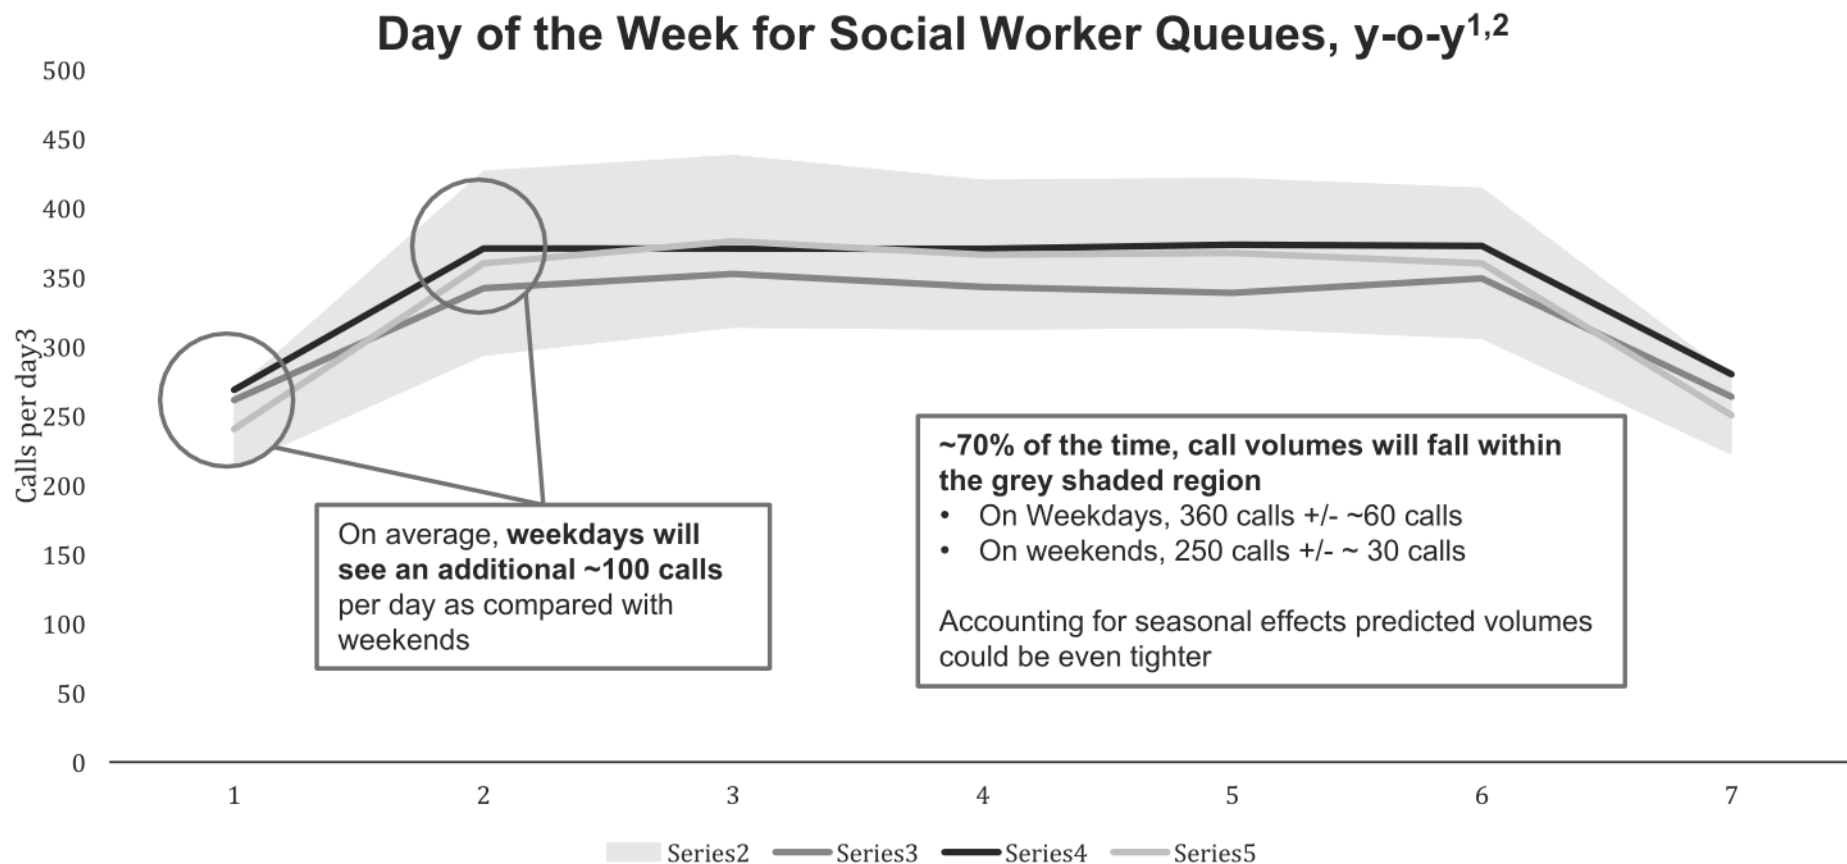 Day of the Week for Social Worker Queues, y-o-y1,2
500
450
400
350
300
250
200
150
100
50
0
Calls per day3
On average, weekdays will
see an additional ~100 calls
per day as compared with
weekends
~70% of the time, call volumes will fall within
the grey shaded region
• On Weekdays, 360 calls +/- ~60 calls
• On weekends, 250 calls +/- ~ 30 calls
Accounting for seasonal effects predicted volumes
could be even tighter
1 2 3 4 5 6 7
Series2 Series3 Series4 Series5